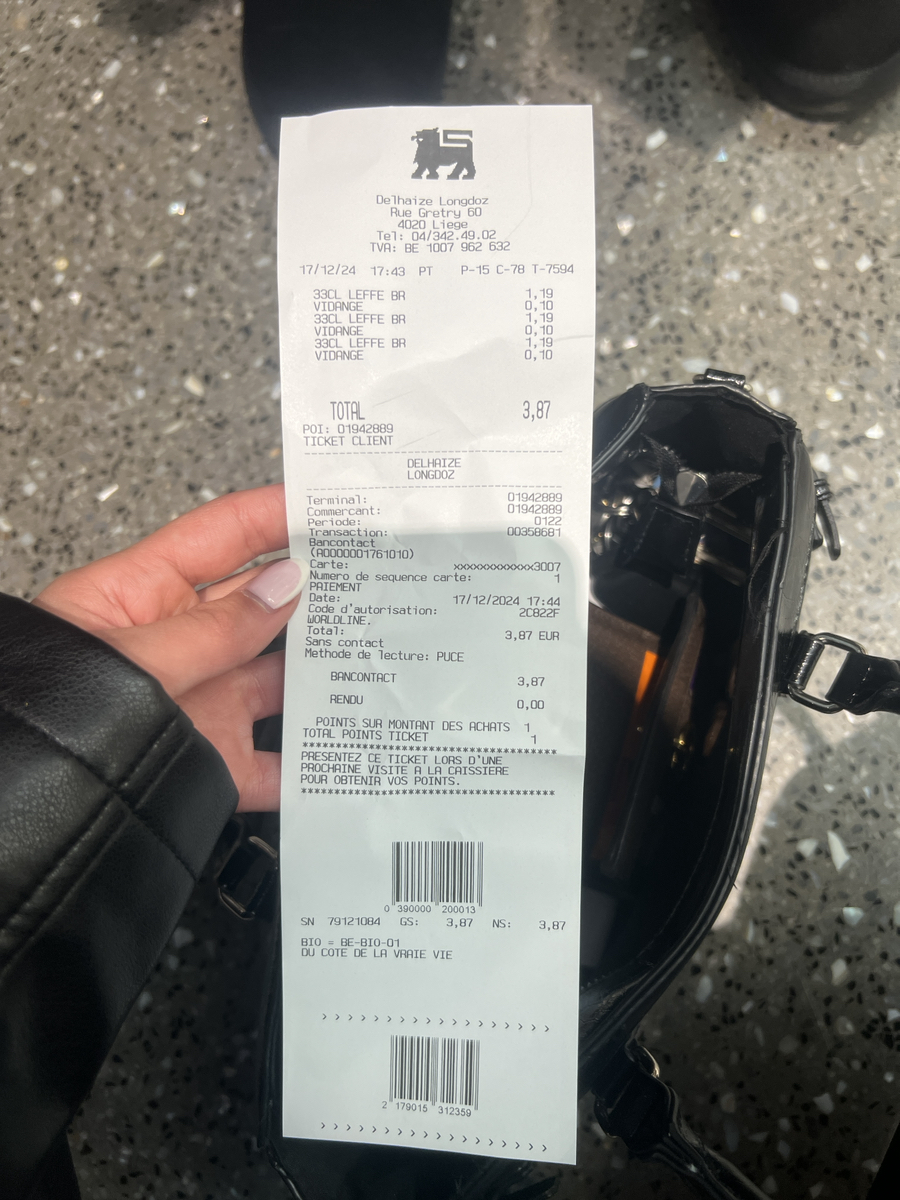 Delhaize Longdoz
Rue Gretry 60
4020 Liege
Tel: 04/342.49.02
TVA: BE 1007 962 632
17/12/24 17:43 PT P-15 C-78 T-7594
33CL LEFFE BR 1,19
VIDANGE 0,10
33CL LEFFE BR 1,19
VIDANGE 0,10
33CL LEFFE BR 1,19
VIDANGE 0,10
TOTAL 3,87
POI: 01942889
TICKET CLIENT
DELHAIZE
LONGDOZ
Terminal: 01942889
Commercant: 01942889
Periode: 0122
Transaction: 00358681
Bancontact
(A0000001761010)
Carte: xxxxxxxxxxxx3007
Numero de sequence carte: 1
PAIEMENT
Date: 17/12/2024 17:44
Code d'autorisation: 2C822F
WORLDLINE.
Total: 3,87 EUR
Sans contact
Methode de lecture: PUCE
BANCONTACT 3,87
RENDU 0,00
POINTS SUR MONTANT DES ACHATS 1
TOTAL POINTS TICKET 1
****************************************
PRESENTEZ CE TICKET LORS D'UNE
PROCHAINE VISITE A LA CAISSIERE
POUR OBTENIR VOS POINTS.
****************************************
0 390000 200013
SN 79121084 GS: 3,87 NS: 3,87
BIO = BE-BIO-01
DU COTE DE LA VRAIE VIE
> > > > > > > > > > > > > > > > >
2 179015 312359
> > > > > > > > > > > > > > > > >